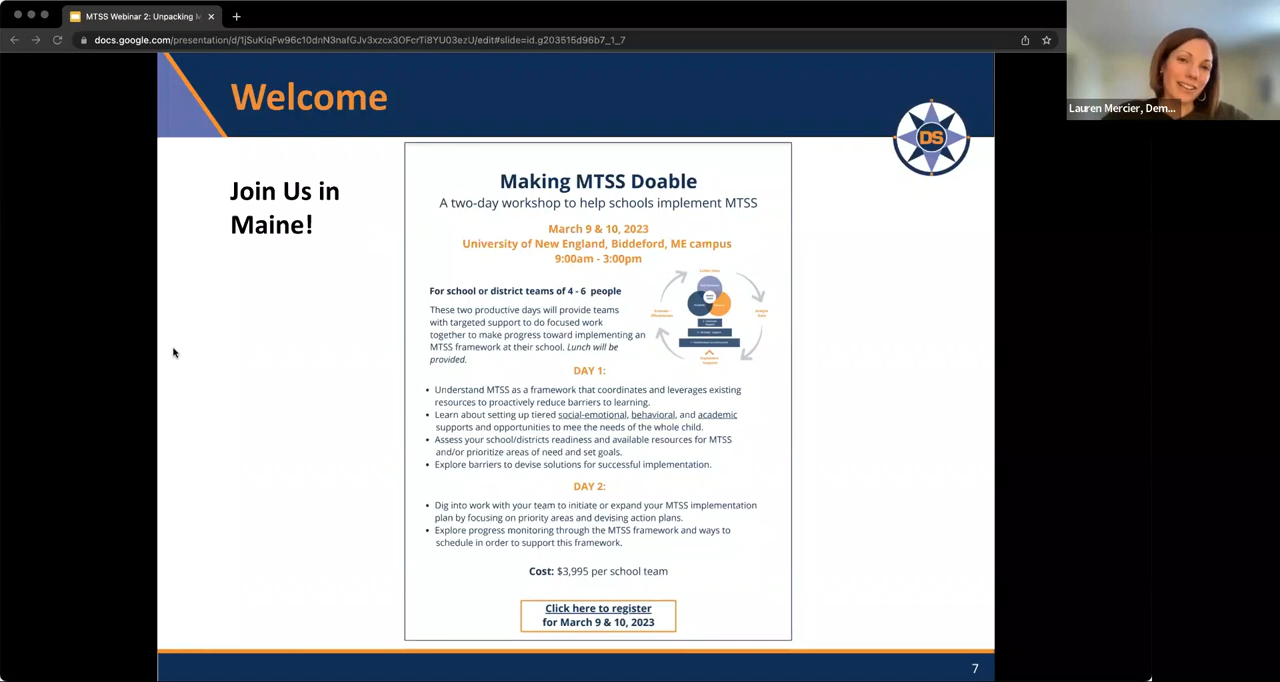 MTSS Webinar 2: Unpacking M
docs.google.com/presentation/d/1jSuKiqFw96c10dnN3nafGJv3xzcx3OFcrTi8YU03ezU/edit#slide=id.g203515d96b7_1_7
Lauren Mercier, Dem...
Welcome
DS
Join Us in
Maine!
Making MTSS Doable
A two-day workshop to help schools implement MTSS
March 9 & 10, 2023
University of New England, Biddeford, ME campus
9:00am - 3:00pm
For school or district teams of 4 - 6 people
These two productive days will provide teams
with targeted support to do focused work
together to make progress toward implementing an
MTSS framework at their school. Lunch will be
provided.
DAY 1:
• Understand MTSS as a framework that coordinates and leverages existing
resources to proactively reduce barriers to learning.
• Learn about setting up tiered social-emotional, behavioral, and academic
supports and opportunities to mee the needs of the whole child.
• Assess your school/districts readiness and available resources for MTSS
and/or prioritize areas of need and set goals.
• Explore barriers to devise solutions for successful implementation.
DAY 2:
• Dig into work with your team to initiate or expand your MTSS implementation
plan by focusing on priority areas and devising action plans.
• Explore progress monitoring through the MTSS framework and ways to
schedule in order to support this framework.
Cost: $3,995 per school team
Click here to register
for March 9 & 10, 2023
7